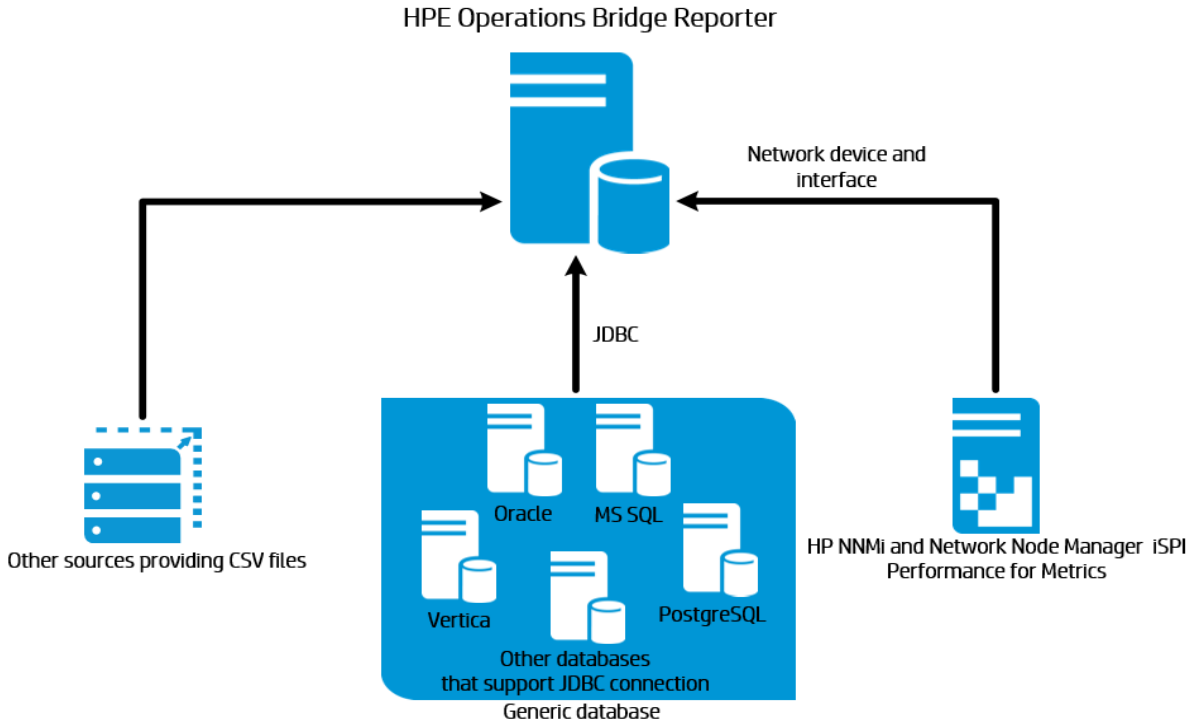 HPE Operations Bridge Reporter
Network device and
interface
JDBC
Oracle
MS SQL
Other sources providing CSV files
HP NNMi and Network Node Manager iSPI
Performance for Metrics
Vertica
PostgreSQL
Other databases
that support JDBC connection
Generic database